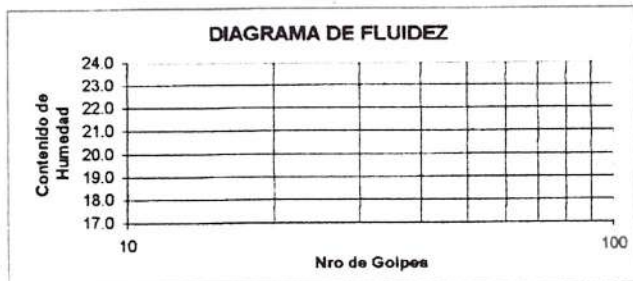 DIAGRAMA DE FLUIDEZ
Contenido de
Humedad
24.0
23.0
22.0
21.0
20.0
19.0
18.0
17.0
10
100
Nro de Golpes